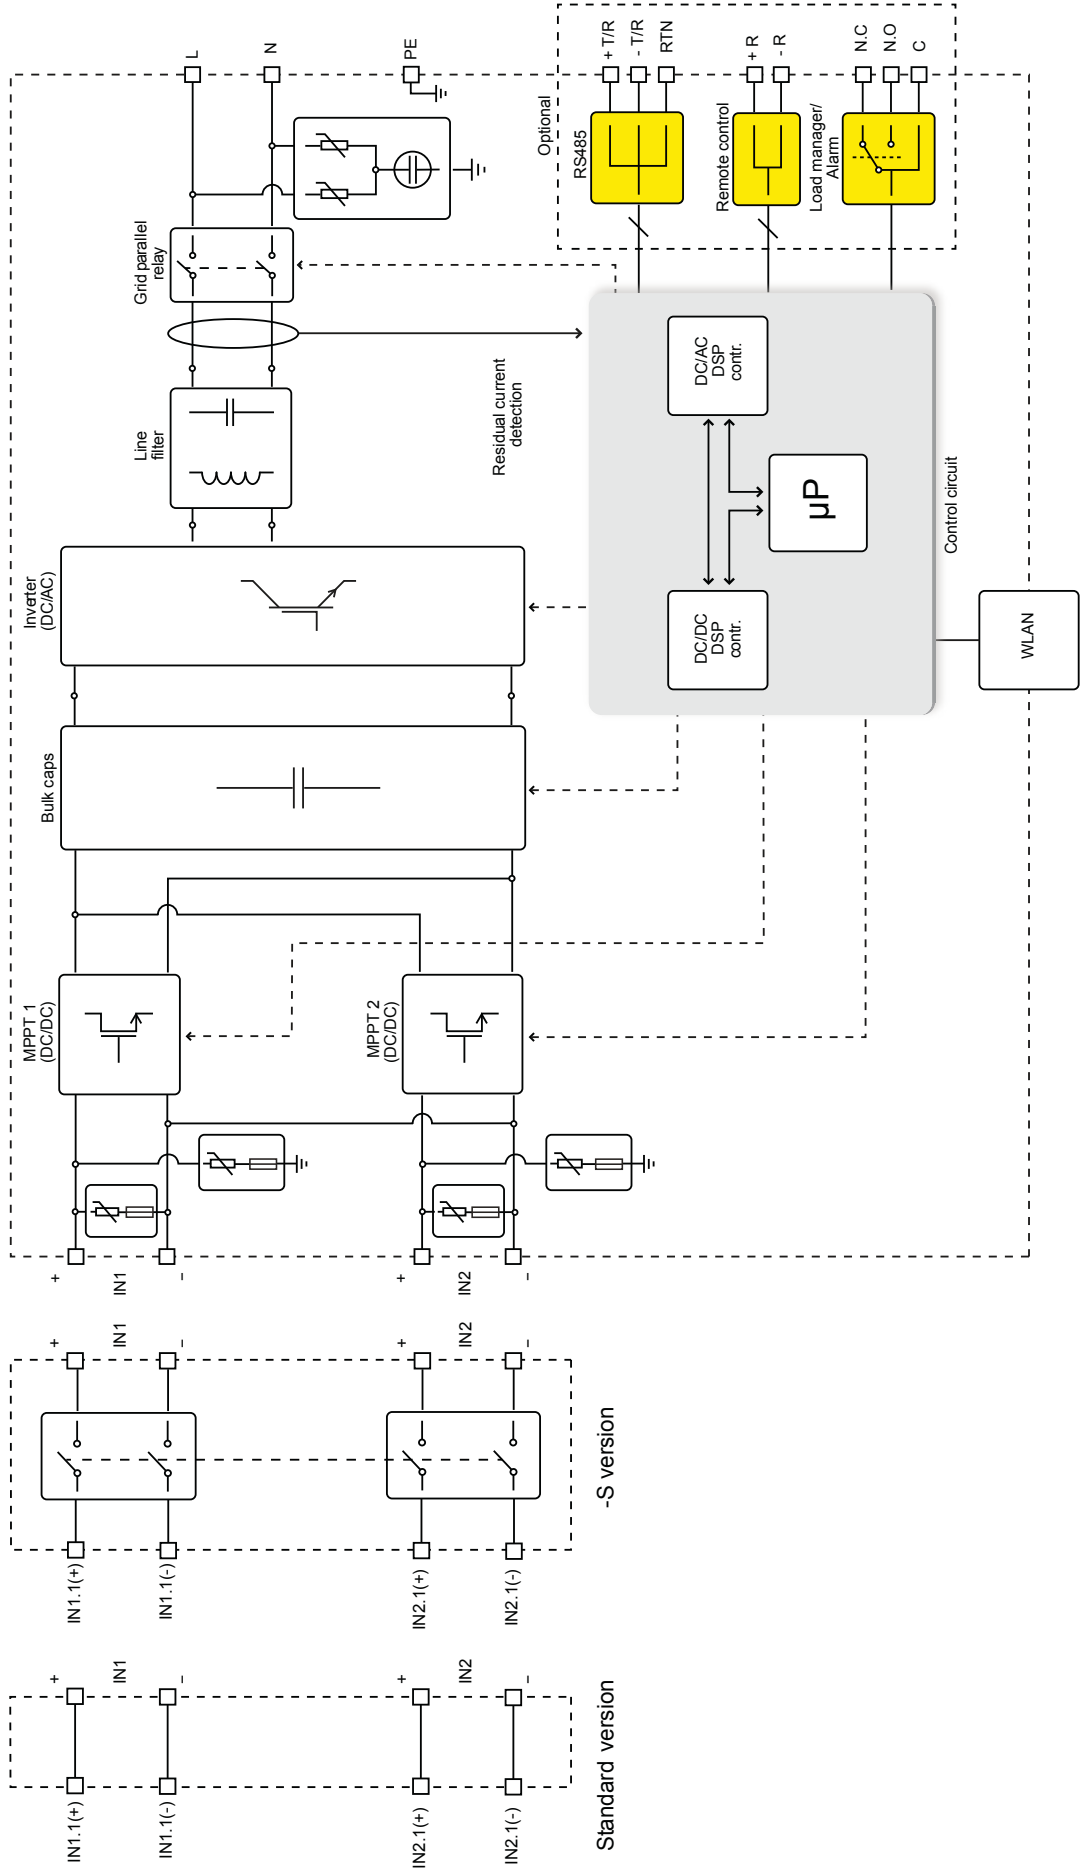 Standard version
IN1.1(+)
IN1.1(-)
IN2.1(+)
IN2.1(-)
+
IN1
–
+
IN2
–
-S version
IN1.1(+)
IN1.1(-)
IN2.1(+)
IN2.1(-)
+
IN1
–
+
IN2
–
+
IN1
–
+
IN2
–
MPPT 1
(DC/DC)
MPPT 2
(DC/DC)
Bulk caps
Inverter
(DC/AC)
Line
filter
Grid parallel
relay
L
N
PE
Residual current
detection
Control circuit
DC/DC
DSP
contr.
DC/AC
DSP
contr.
µP
WLAN
Optional
RS485
Remote control
Load manager/
Alarm
+ T/R
- T/R
RTN
+ R
- R
N.C
N.O
C